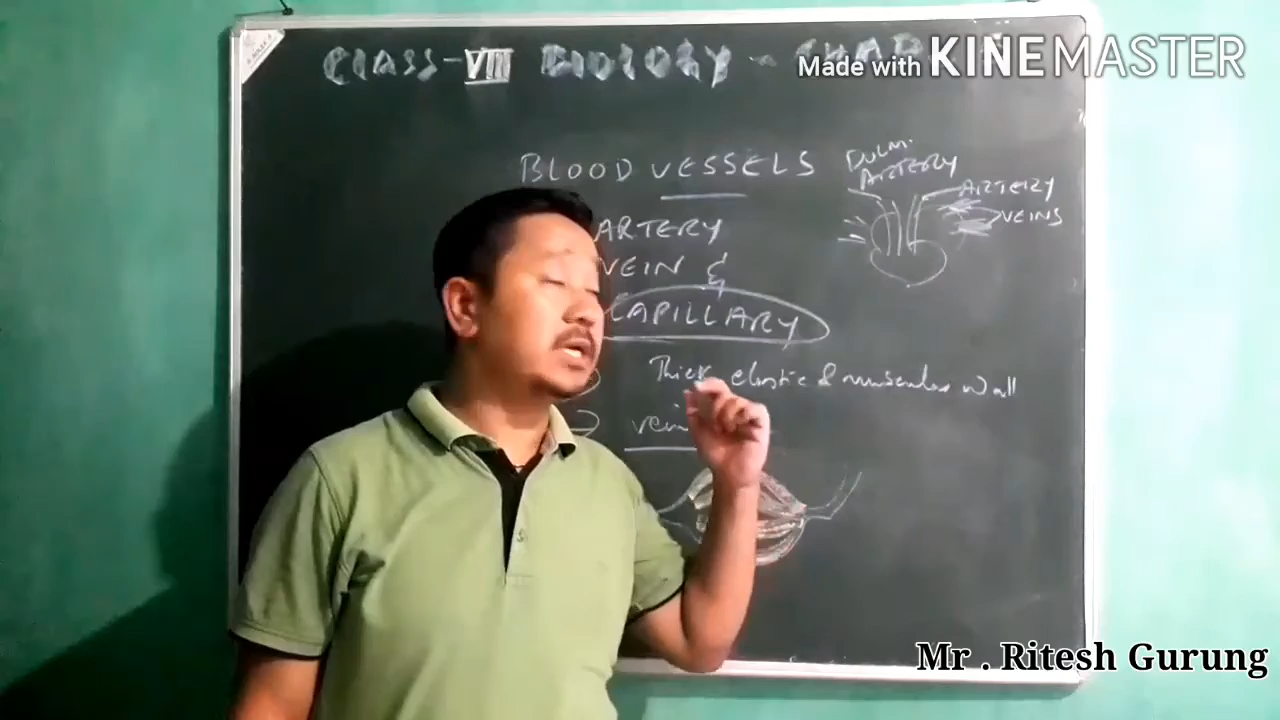 CLASS-VIII BIOLOGY -
Made with KINEMASTER
BLOOD VESSELS
PULM.
ARTERY
ARTERY
VEINS
ARTERY
VEIN &
CAPILLARY
Thick elastic & muscular wall
Mr . Ritesh Gurung